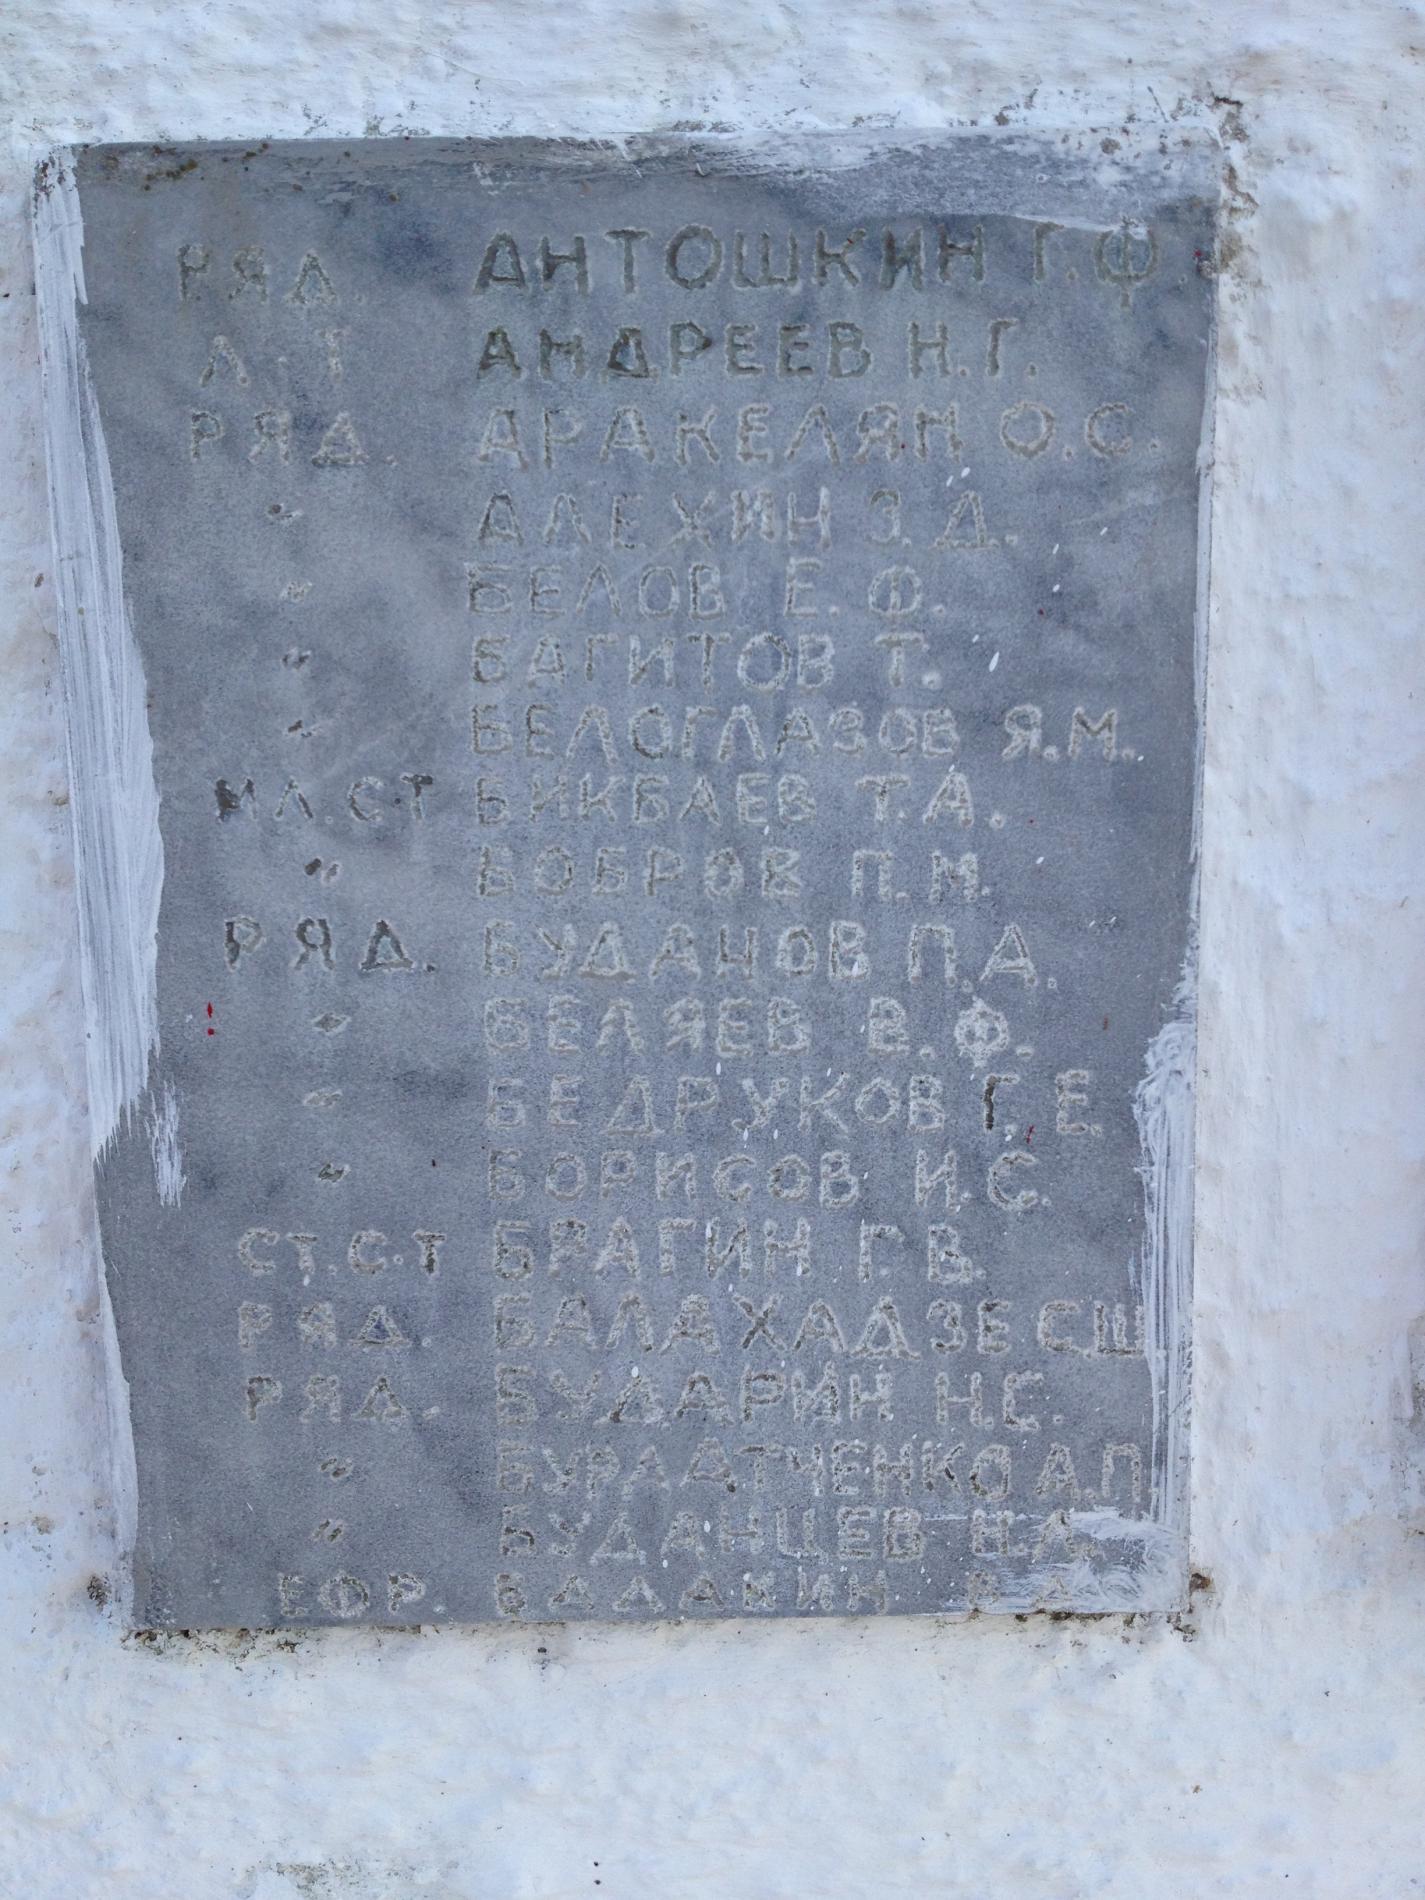 РЯД. АНТОШКИН Г.Ф.
Л-Т АНДРЕЕВ Н.Г.
РЯД. АРАКЕЛЯН О.С.
" АЛЕХИН З.Д.
" БЕЛОВ Е.Ф.
" БАГИТОВ Т.
" БЕЛОГЛАЗОВ Я.М.
МЛ.С-Т БИКБАЕВ Т.А.
" БОБРОВ П.М.
РЯД. БУДАНОВ П.А.
" БЕЛЯЕВ В.Ф.
" БЕДРУКОВ Г.Е.
" БОРИСОВ И.С.
СТ.С-Т БРАГИН Г.В.
РЯД. БАЛАХАДЗЕ С.Ш
РЯД. БУДАРИН Н.С.
" БУРЛАТЧЕНКО А.П
" БУДАНЦЕВ Н.А.
ЕФР.